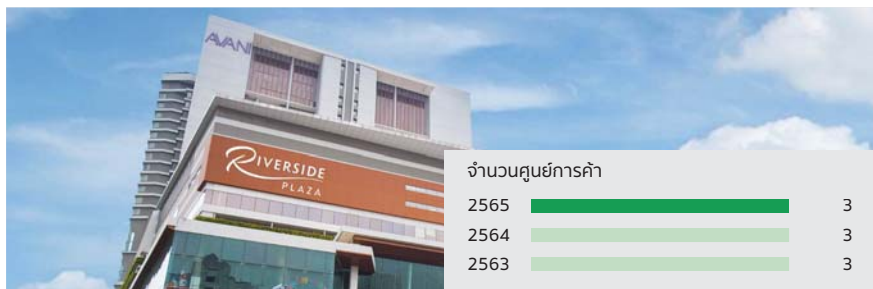 AVANI
RIVERSIDE
PLAZA
จำนวนศูนย์การค้า
2565 3
2564 3
2563 3